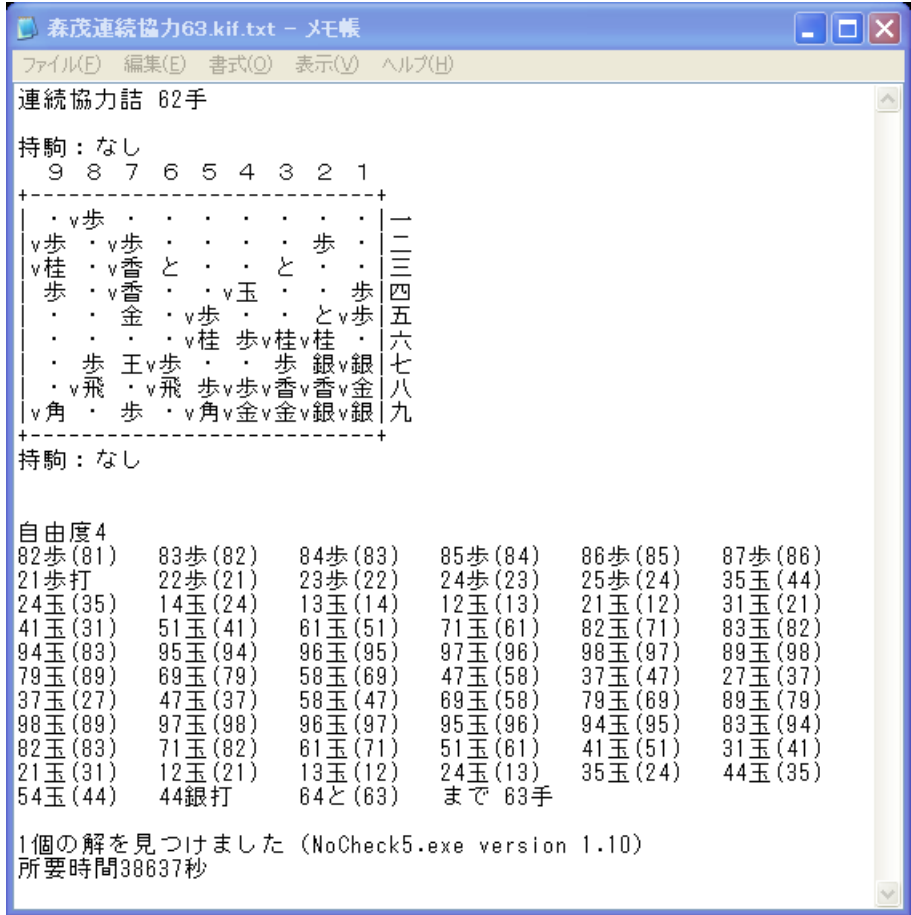 森茂連続協力63.kif.txt - メモ帳
ファイル(F) 編集(E) 書式(O) 表示(V) ヘルプ(H)
連続協力詰 62手
持駒：なし
９ ８ ７ ６ ５ ４ ３ ２ １
+---------------------------+
| ・v歩 ・ ・ ・ ・ ・ ・ ・|一
|v歩 ・v歩 ・ ・ ・ ・ 歩 ・|二
|v桂 ・v香 と ・ ・ と ・ ・|三
| 歩 ・v香 ・ ・v玉 ・ ・ 歩|四
| ・ ・ 金 ・v歩 ・ ・ とv歩|五
| ・ ・ ・ ・v桂 歩v桂v桂 ・|六
| ・ 歩 王v歩 ・ ・ 歩 銀v銀|七
| ・v飛 ・v飛 歩v歩v香v香v金|八
|v角 ・ 歩 ・v角v金v金v銀v銀|九
+---------------------------+
持駒：なし
自由度4
82歩(81) 83歩(82) 84歩(83) 85歩(84) 86歩(85) 87歩(86)
21歩打 22歩(21) 23歩(22) 24歩(23) 25歩(24) 35玉(44)
24玉(35) 14玉(24) 13玉(14) 12玉(13) 21玉(12) 31玉(21)
41玉(31) 51玉(41) 61玉(51) 71玉(61) 82玉(71) 83玉(82)
94玉(83) 95玉(94) 96玉(95) 97玉(96) 98玉(97) 89玉(98)
79玉(89) 69玉(79) 58玉(69) 47玉(58) 37玉(47) 27玉(37)
37玉(27) 47玉(37) 58玉(47) 69玉(58) 79玉(69) 89玉(79)
98玉(89) 97玉(98) 96玉(97) 95玉(96) 94玉(95) 83玉(94)
82玉(83) 71玉(82) 61玉(71) 51玉(61) 41玉(51) 31玉(41)
21玉(31) 12玉(21) 13玉(12) 24玉(13) 35玉(24) 44玉(35)
54玉(44) 44銀打 64と(63) まで 63手
1個の解を見つけました (NoCheck5.exe version 1.10)
所要時間38637秒